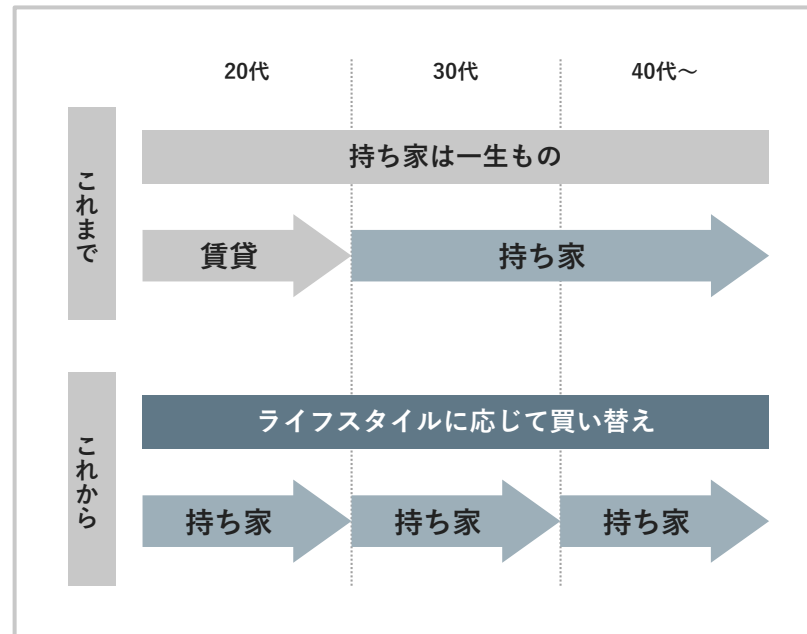 20代
30代
40代〜
これまで
持ち家は一生もの
賃貸
持ち家
これから
ライフスタイルに応じて買い替え
持ち家
持ち家
持ち家